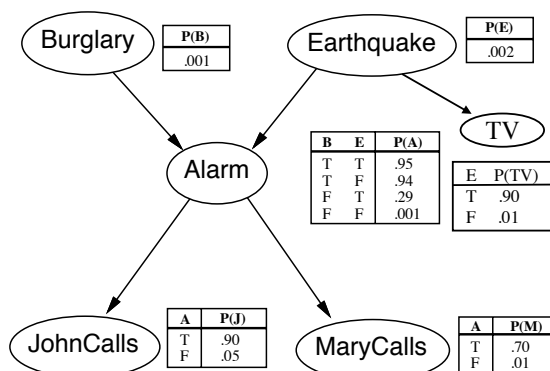 Burglary
P(B)
.001
Earthquake
P(E)
.002
TV
Alarm
B E P(A)
T T .95
T F .94
F T .29
F F .001
E P(TV)
T .90
F .01
JohnCalls
A P(J)
T .90
F .05
MaryCalls
A P(M)
T .70
F .01